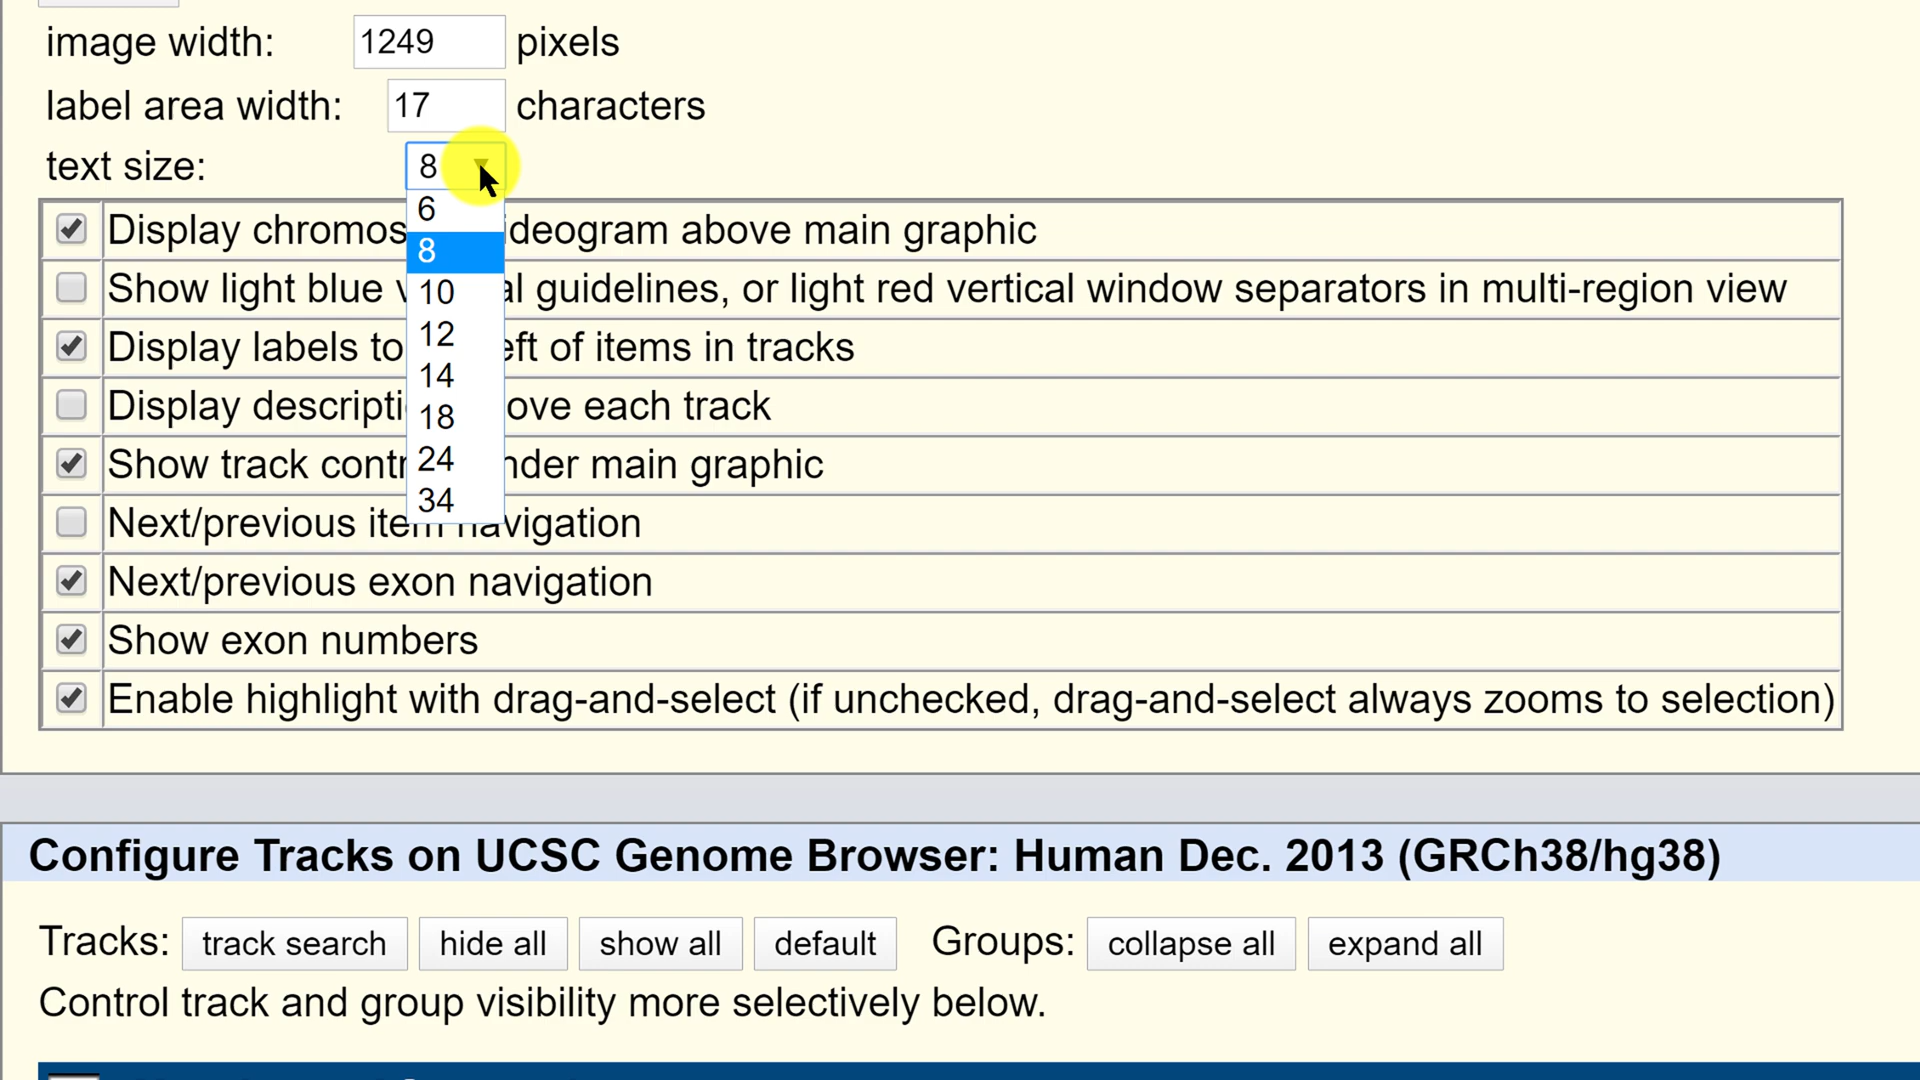 image width: 1249 pixels
label area width: 17 characters
text size: 8
6
8
10
12
14
18
24
34
Display chromos ideogram above main graphic
Show light blue v al guidelines, or light red vertical window separators in multi-region view
Display labels to eft of items in tracks
Display descripti ove each track
Show track contr nder main graphic
Next/previous item navigation
Next/previous exon navigation
Show exon numbers
Enable highlight with drag-and-select (if unchecked, drag-and-select always zooms to selection)
Configure Tracks on UCSC Genome Browser: Human Dec. 2013 (GRCh38/hg38)
Tracks: track search hide all show all default Groups: collapse all expand all
Control track and group visibility more selectively below.